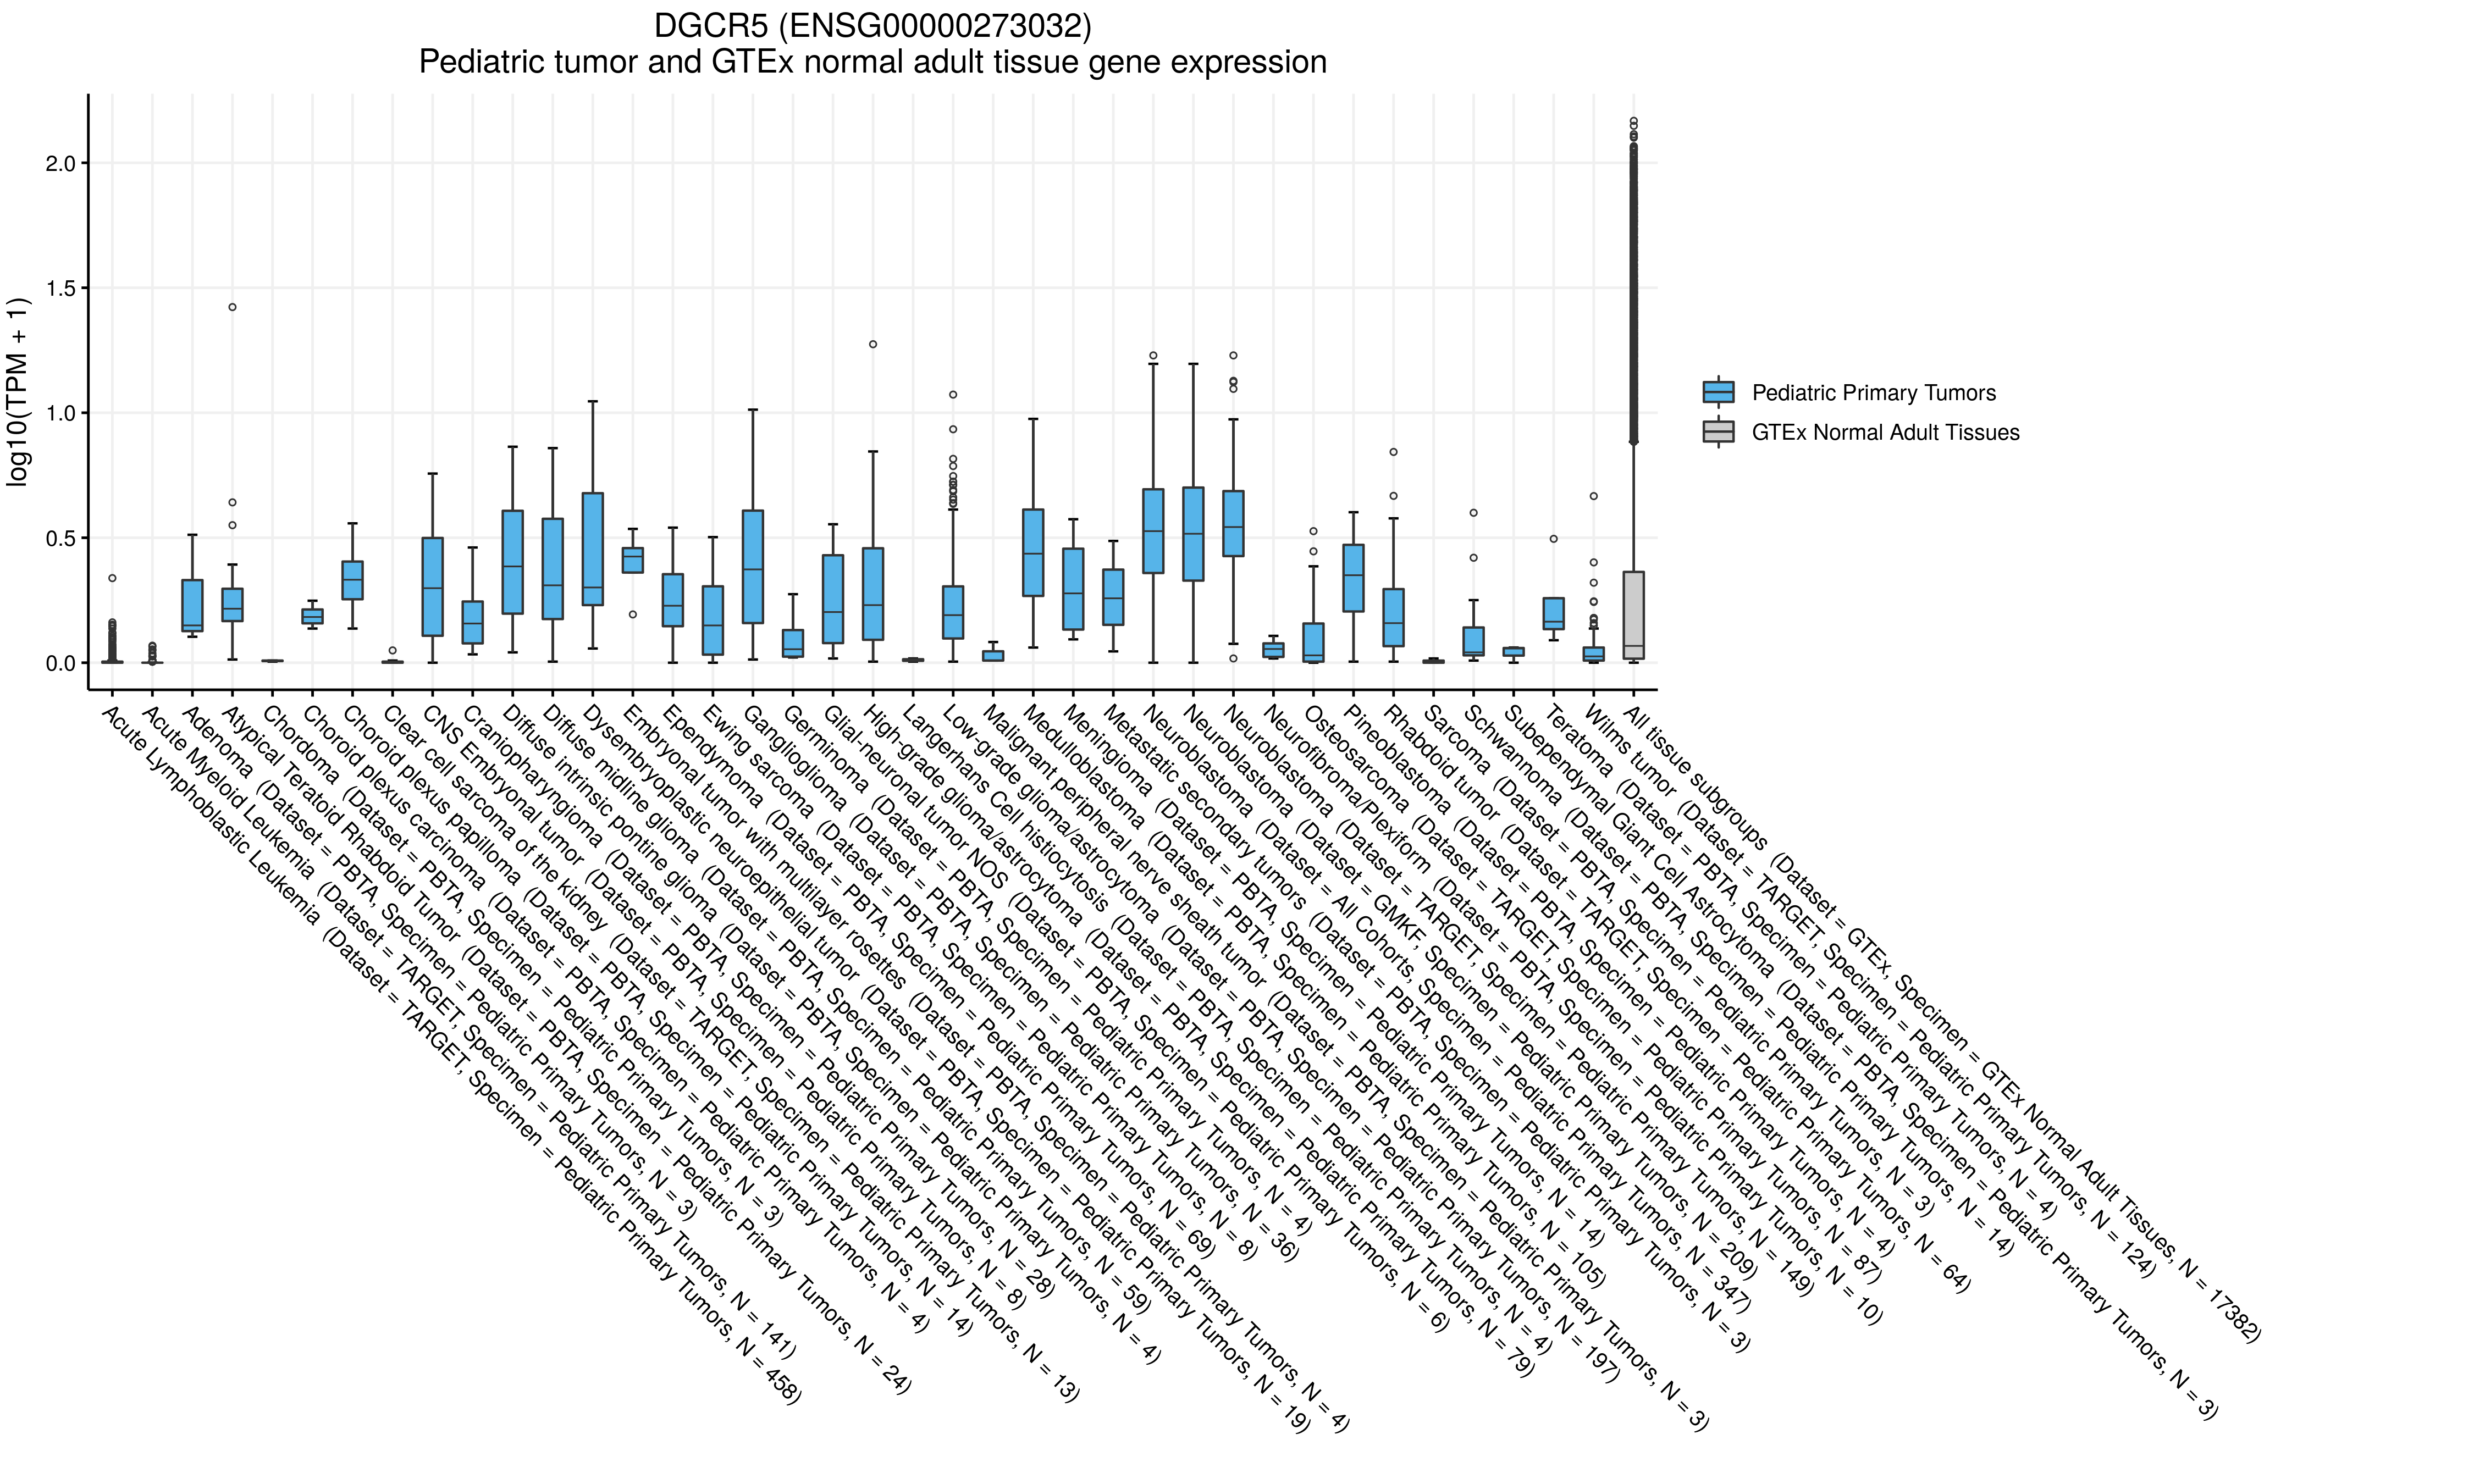 DGCR5 (ENSG00000273032)
Pediatric tumor and GTEx normal adult tissue gene expression
log10(TPM + 1)
2.0
1.5
1.0
0.5
0.0
Acute Lymphoblastic Leukemia (Dataset = TARGET, Specimen = Pediatric Primary Tumors, N = 458)
Acute Myeloid Leukemia (Dataset = TARGET, Specimen = Pediatric Primary Tumors, N = 141)
Adenoma (Dataset = PBTA, Specimen = Pediatric Primary Tumors, N = 3)
Atypical Teratoid Rhabdoid Tumor (Dataset = PBTA, Specimen = Pediatric Primary Tumors, N = 24)
Chordoma (Dataset = PBTA, Specimen = Pediatric Primary Tumors, N = 3)
Choroid plexus carcinoma (Dataset = PBTA, Specimen = Pediatric Primary Tumors, N = 4)
Choroid plexus papilloma (Dataset = PBTA, Specimen = Pediatric Primary Tumors, N = 14)
Clear cell sarcoma of the kidney (Dataset = TARGET, Specimen = Pediatric Primary Tumors, N = 13)
CNS Embryonal tumor (Dataset = PBTA, Specimen = Pediatric Primary Tumors, N = 8)
Craniopharyngioma (Dataset = PBTA, Specimen = Pediatric Primary Tumors, N = 28)
Diffuse intrinsic pontine glioma (Dataset = PBTA, Specimen = Pediatric Primary Tumors, N = 4)
Diffuse midline glioma (Dataset = PBTA, Specimen = Pediatric Primary Tumors, N = 59)
Dysembryoplastic neuroepithelial tumor (Dataset = PBTA, Specimen = Pediatric Primary Tumors, N = 19)
Embryonal tumor with multilayer rosettes (Dataset = PBTA, Specimen = Pediatric Primary Tumors, N = 4)
Ependymoma (Dataset = PBTA, Specimen = Pediatric Primary Tumors, N = 69)
Ewing sarcoma (Dataset = PBTA, Specimen = Pediatric Primary Tumors, N = 8)
Ganglioglioma (Dataset = PBTA, Specimen = Pediatric Primary Tumors, N = 36)
Germinoma (Dataset = PBTA, Specimen = Pediatric Primary Tumors, N = 4)
Glial-neuronal tumor NOS (Dataset = PBTA, Specimen = Pediatric Primary Tumors, N = 6)
High-grade glioma/astrocytoma (Dataset = PBTA, Specimen = Pediatric Primary Tumors, N = 79)
Langerhans Cell histiocytosis (Dataset = PBTA, Specimen = Pediatric Primary Tumors, N = 4)
Low-grade glioma/astrocytoma (Dataset = PBTA, Specimen = Pediatric Primary Tumors, N = 197)
Malignant peripheral nerve sheath tumor (Dataset = PBTA, Specimen = Pediatric Primary Tumors, N = 3)
Medulloblastoma (Dataset = PBTA, Specimen = Pediatric Primary Tumors, N = 105)
Meningioma (Dataset = PBTA, Specimen = Pediatric Primary Tumors, N = 14)
Metastatic secondary tumors (Dataset = PBTA, Specimen = Pediatric Primary Tumors, N = 3)
Neuroblastoma (Dataset = All Cohorts, Specimen = Pediatric Primary Tumors, N = 347)
Neuroblastoma (Dataset = GMKF, Specimen = Pediatric Primary Tumors, N = 209)
Neuroblastoma (Dataset = TARGET, Specimen = Pediatric Primary Tumors, N = 149)
Neurofibroma/Plexiform (Dataset = PBTA, Specimen = Pediatric Primary Tumors, N = 10)
Osteosarcoma (Dataset = TARGET, Specimen = Pediatric Primary Tumors, N = 87)
Pineoblastoma (Dataset = PBTA, Specimen = Pediatric Primary Tumors, N = 4)
Rhabdoid tumor (Dataset = TARGET, Specimen = Pediatric Primary Tumors, N = 64)
Sarcoma (Dataset = PBTA, Specimen = Pediatric Primary Tumors, N = 3)
Schwannoma (Dataset = PBTA, Specimen = Pediatric Primary Tumors, N = 14)
Subependymal Giant Cell Astrocytoma (Dataset = PBTA, Specimen = Pediatric Primary Tumors, N = 3)
Teratoma (Dataset = PBTA, Specimen = Pediatric Primary Tumors, N = 4)
Wilms tumor (Dataset = TARGET, Specimen = Pediatric Primary Tumors, N = 124)
All tissue subgroups (Dataset = GTEx, Specimen = GTEx Normal Adult Tissues, N = 17382)
Pediatric Primary Tumors
GTEx Normal Adult Tissues